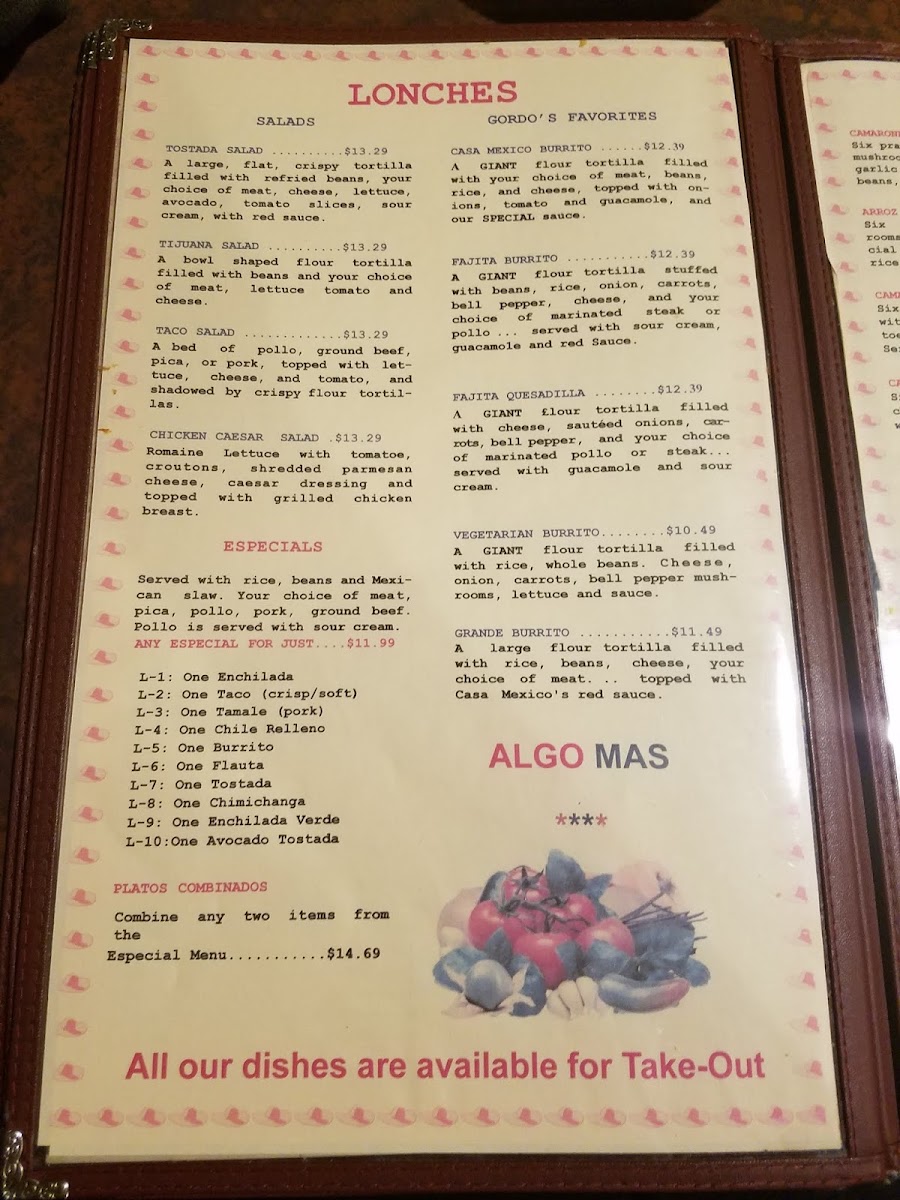 LONCHES
SALADS
TOSTADA SALAD ..........$13.29
A large, flat, crispy tortilla
filled with refried beans, your
choice of meat, cheese, lettuce,
avocado, tomato slices, sour
cream, with red sauce.
TIJUANA SALAD ..........$13.29
A bowl shaped flour tortilla
filled with beans and your choice
of meat, lettuce tomato and
cheese.
TACO SALAD .............$13.29
A bed of pollo, ground beef,
pica, or pork, topped with let-
tuce, cheese, and tomato, and
shadowed by crispy flour tortil-
las.
CHICKEN CAESAR SALAD .$13.29
Romaine Lettuce with tomatoe,
croutons, shredded parmesan
cheese, caesar dressing and
topped with grilled chicken
breast.
ESPECIALS
Served with rice, beans and Mexi-
can slaw. Your choice of meat,
pica, pollo, pork, ground beef.
Pollo is served with sour cream.
ANY ESPECIAL FOR JUST....$11.99
L-1: One Enchilada
L-2: One Taco (crisp/soft)
L-3: One Tamale (pork)
L-4: One Chile Relleno
L-5: One Burrito
L-6: One Flauta
L-7: One Tostada
L-8: One Chimichanga
L-9: One Enchilada Verde
L-10:One Avocado Tostada
PLATOS COMBINADOS
Combine any two items from
the
Especial Menu...........$14.69
GORDO'S FAVORITES
CASA MEXICO BURRITO ......$12.39
A GIANT flour tortilla filled
with your choice of meat, beans,
rice, and cheese, topped with on-
ions, tomato and guacamole, and
our SPECIAL sauce.
FAJITA BURRITO ...........$12.39
A GIANT flour tortilla stuffed
with beans, rice, onion, carrots,
bell pepper, cheese, and your
choice of marinated steak or
pollo ... served with sour cream,
guacamole and red Sauce.
FAJITA QUESADILLA ........$12.39
A GIANT flour tortilla filled
with cheese, sautéed onions, car-
rots, bell pepper, and your choice
of marinated pollo or steak...
served with guacamole and sour
cream.
VEGETARIAN BURRITO........$10.49
A GIANT flour tortilla filled
with rice, whole beans. Cheese,
onion, carrots, bell pepper mush-
rooms, lettuce and sauce.
GRANDE BURRITO ...........$11.49
A large flour tortilla filled
with rice, beans, cheese, your
choice of meat. .. topped with
Casa Mexico's red sauce.
ALGO MAS
****
All our dishes are available for Take-Out
CAMARON
Six pra
mushroo
garlic
beans,
ARROZ
Six
rooms
cial
rice
CAMA
Six
wit
toe
Se